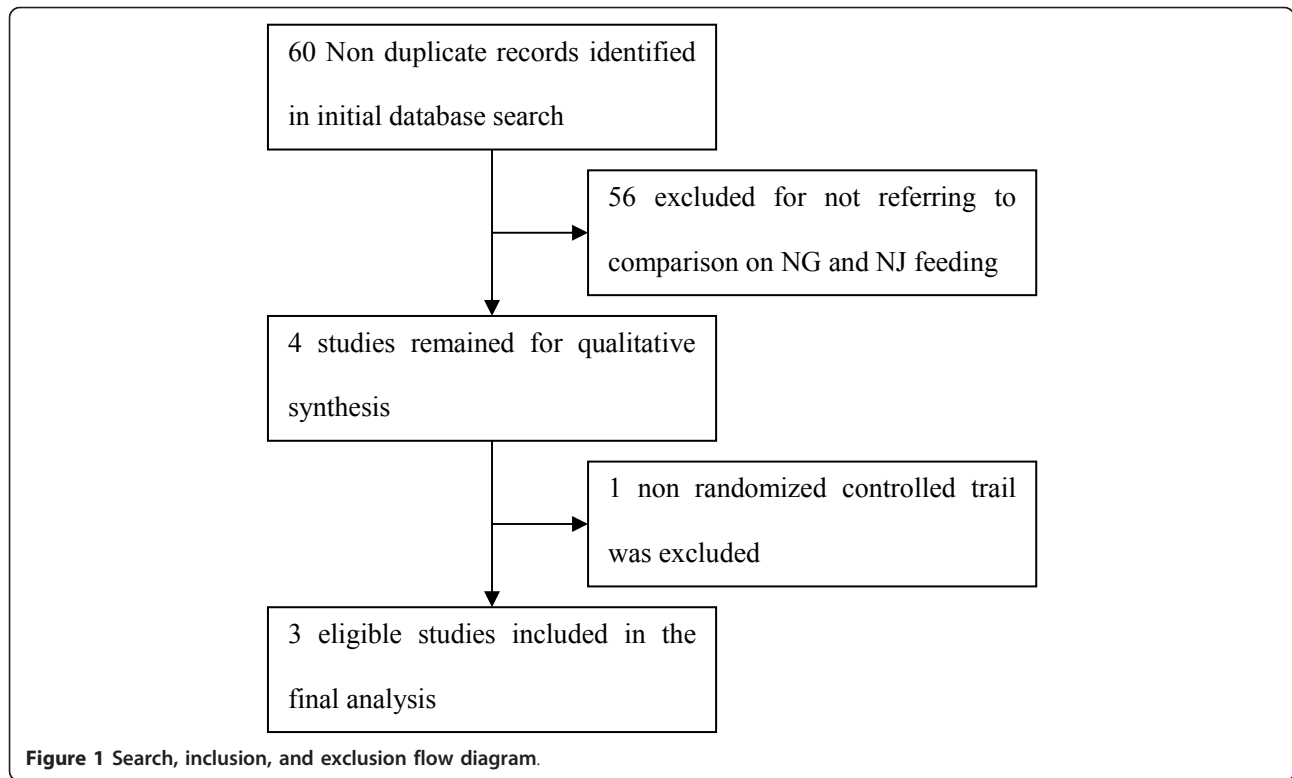 60 Non duplicate records identified
in initial database search
56 excluded for not referring to
comparison on NG and NJ feeding
4 studies remained for qualitative
synthesis
1 non randomized controlled trail
was excluded
3 eligible studies included in the
final analysis
Figure 1 Search, inclusion, and exclusion flow diagram.